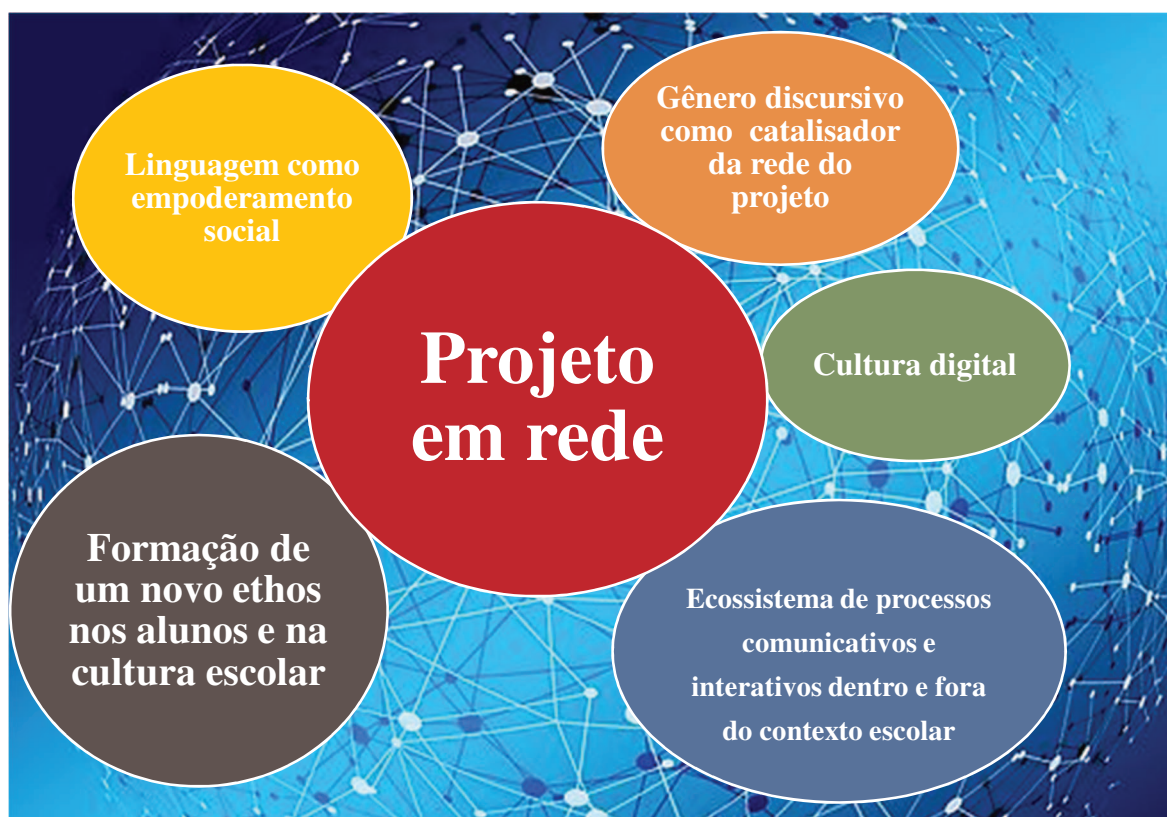 Linguagem como
empoderamento
social
Gênero discursivo
como catalisador
da rede do
projeto
Projeto
em rede
Cultura digital
Formação de
um novo ethos
nos alunos e na
cultura escolar
Ecossistema de processos
comunicativos e
interativos dentro e fora
do contexto escolar